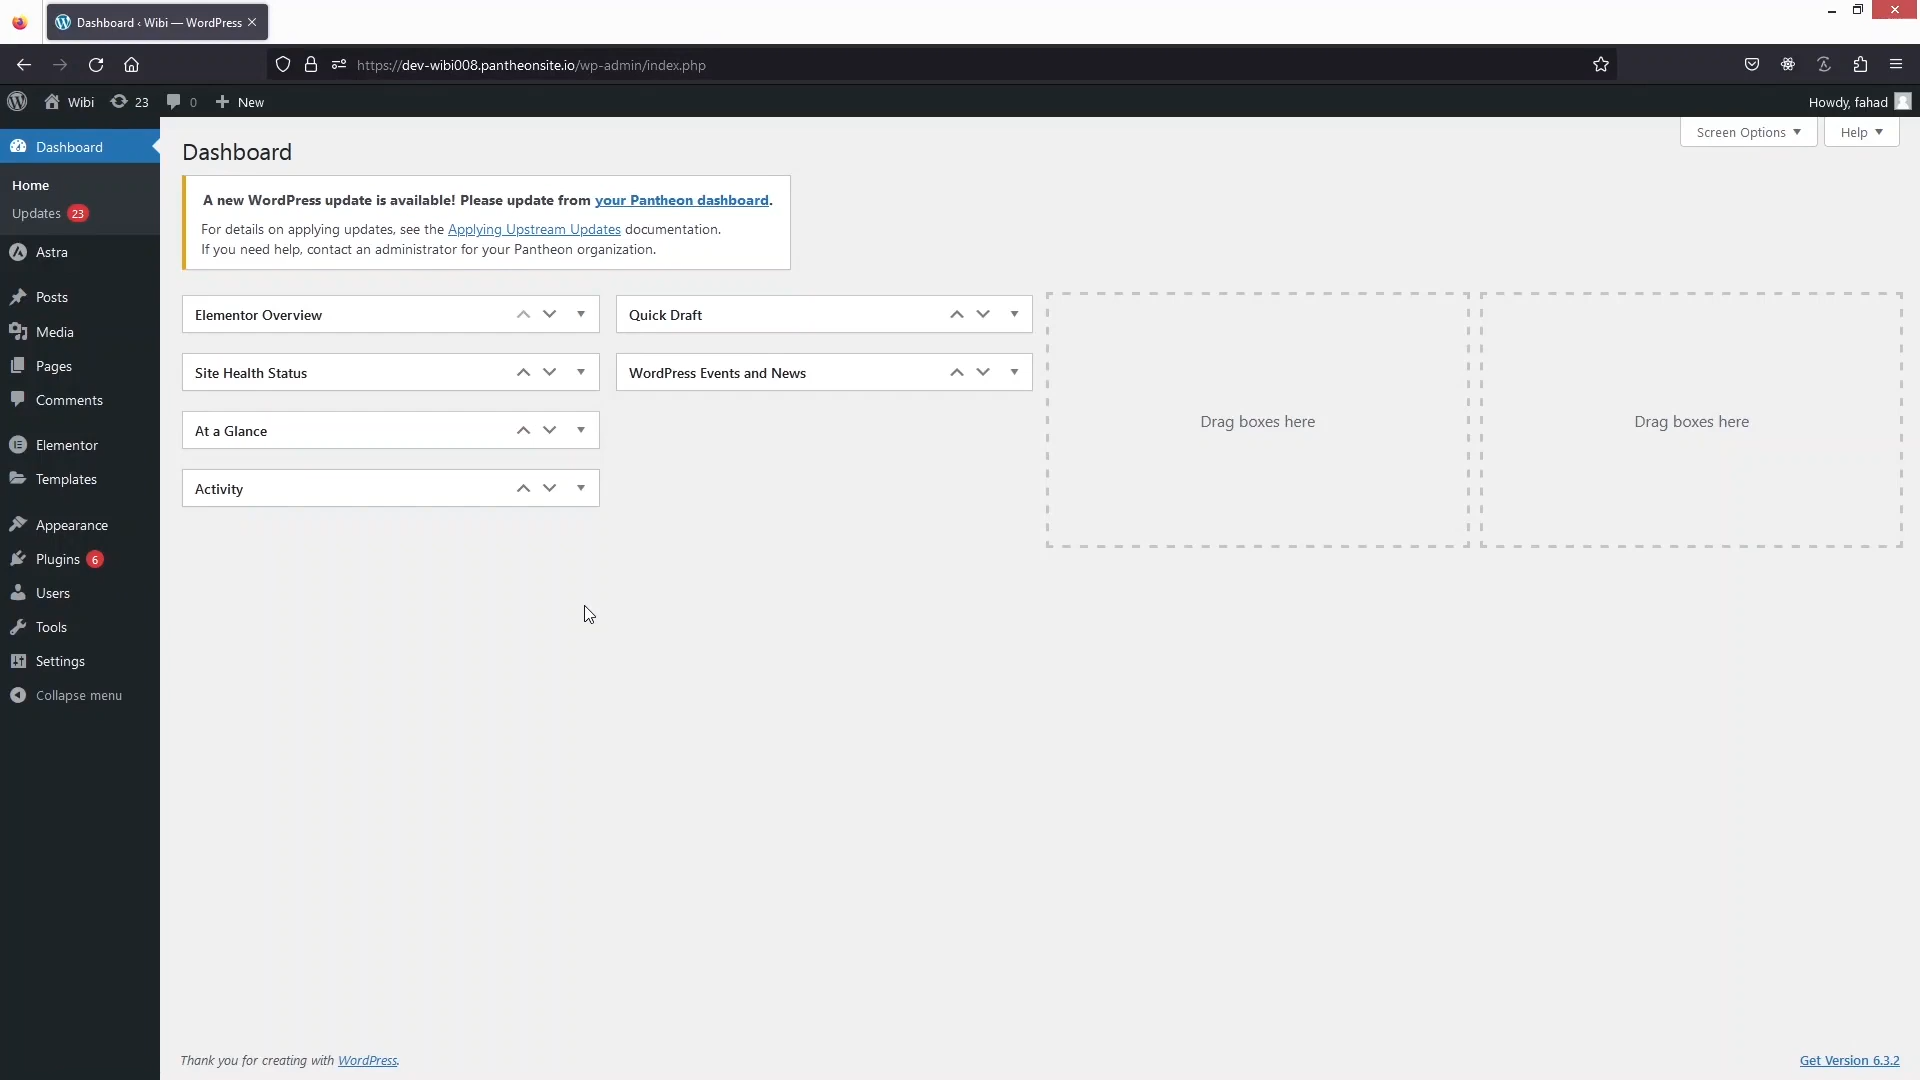 Dashboard ‹ Wibi — WordPress
https://dev-wibi008.pantheonsite.io/wp-admin/index.php
Wibi 23 0 New
Howdy, fahad
Dashboard
Home
Updates 23
Astra
Posts
Media
Pages
Comments
Elementor
Templates
Appearance
Plugins 6
Users
Tools
Settings
Collapse menu
Screen Options
Help
Dashboard
A new WordPress update is available! Please update from your Pantheon dashboard.
For details on applying updates, see the Applying Upstream Updates documentation.
If you need help, contact an administrator for your Pantheon organization.
Elementor Overview
Site Health Status
At a Glance
Activity
Quick Draft
WordPress Events and News
Drag boxes here
Drag boxes here
Thank you for creating with WordPress.
Get Version 6.3.2